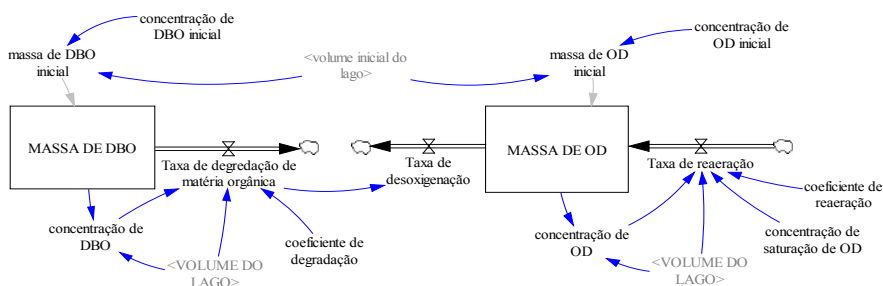 concentração de
DBO inicial
massa de DBO
inicial
<volume inicial do
lago>
massa de OD
inicial
concentração de
OD inicial
MASSA DE DBO
Taxa de degredação de
matéria orgânica
Taxa de
desoxigenação
MASSA DE OD
Taxa de reaeração
coeficiente de
reaeração
concentração de
DBO
<VOLUME DO
LAGO>
coeficiente de
degradação
concentração de
OD
<VOLUME DO
LAGO>
concentração de
saturação de OD